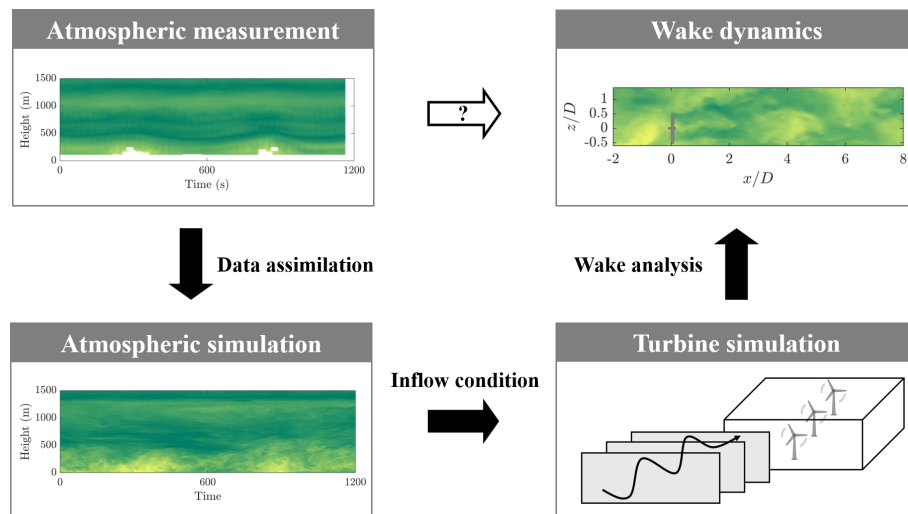 Atmospheric measurement
Height (m)
1500
1000
500
0
0
600
1200
Time (s)
?
Wake dynamics
z/D
1
0.5
0
-0.5
-2
0
2
4
6
8
x/D
Data assimilation
Wake analysis
Atmospheric simulation
Height (m)
1500
1000
500
0
0
600
1200
Time
Inflow condition
Turbine simulation